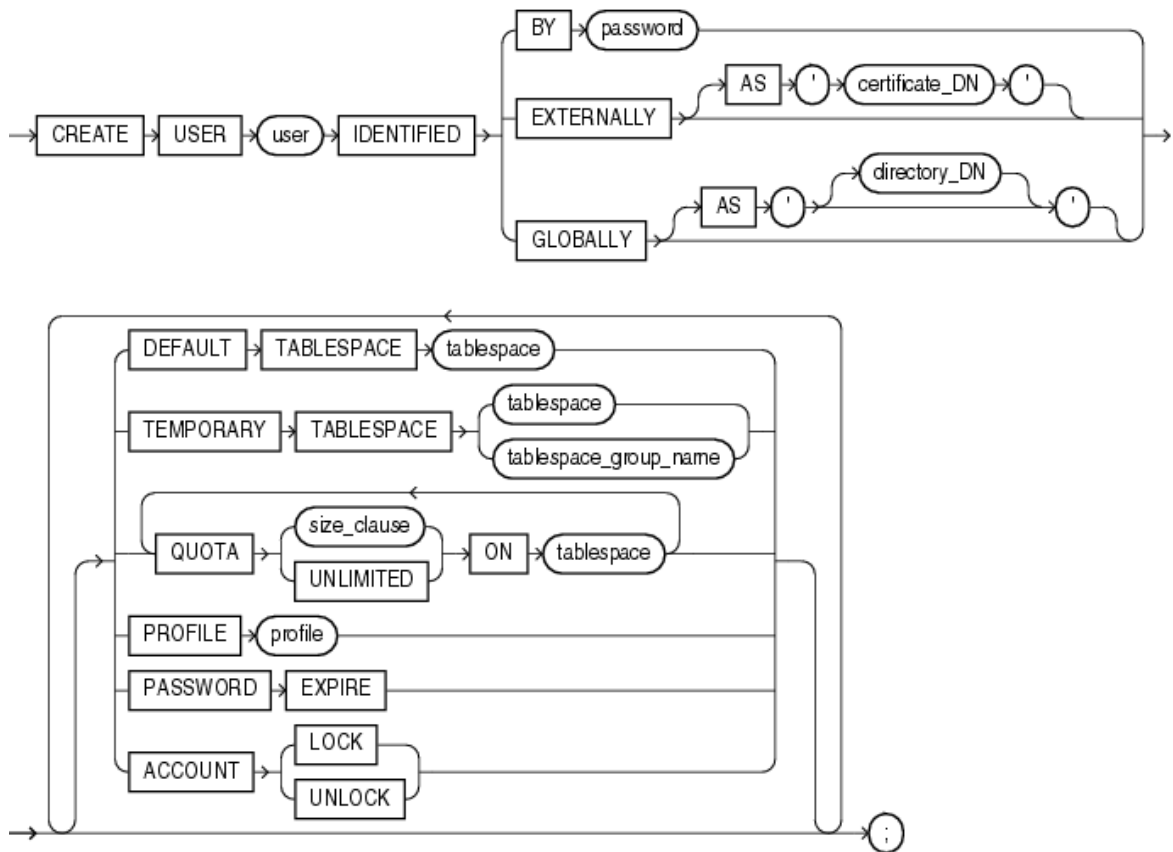 BY password
AS ' certificate_DN '
CREATE USER user IDENTIFIED EXTERNALLY
directory_DN
AS ' '
GLOBALLY
DEFAULT TABLESPACE tablespace
tablespace
TEMPORARY TABLESPACE
tablespace_group_name
size_clause
QUOTA ON tablespace
UNLIMITED
PROFILE profile
PASSWORD EXPIRE
LOCK
ACCOUNT
UNLOCK
;